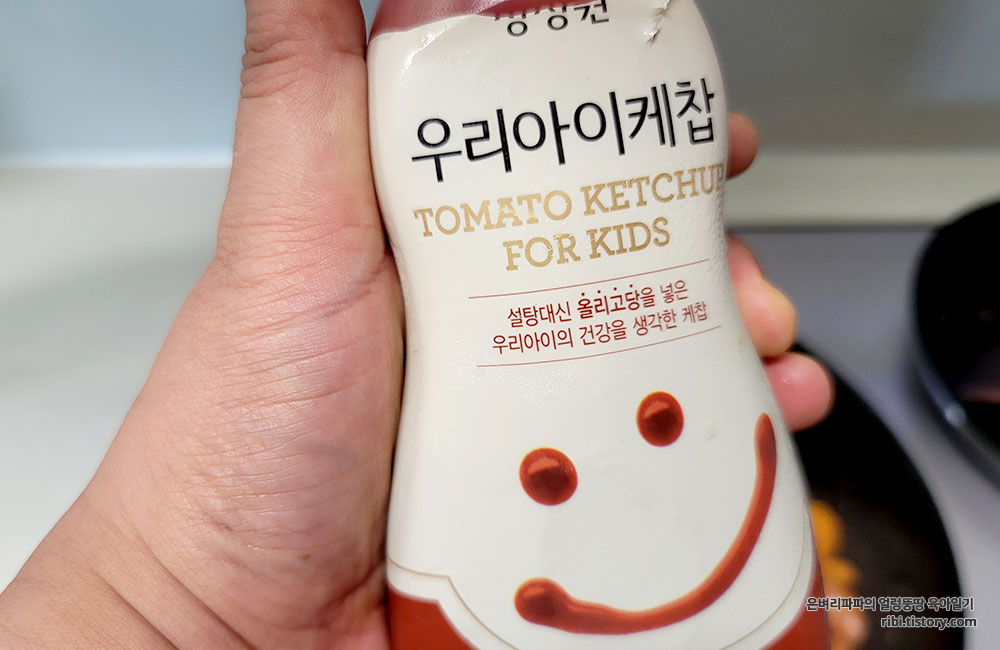 우리아이케찹
TOMATO KETCHUP
FOR KIDS
설탕대신 올리고당을 넣은
우리아이의 건강을 생각한 케찹
은벼리파파의 얼렁뚱땅 육아일기
ribi.tistory.com